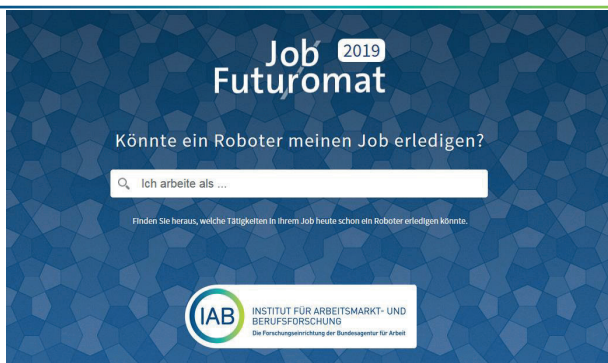 Job 2019
Futuromat
Könnte ein Roboter meinen Job erledigen?
Ich arbeite als ...
Finden Sie heraus, welche Tätigkeiten in Ihrem Job heute schon ein Roboter erledigen könnte.
IAB
INSTITUT FÜR ARBEITSMARKT- UND
BERUFSFORSCHUNG
Die Forschungseinrichtung der Bundesagentur für Arbeit